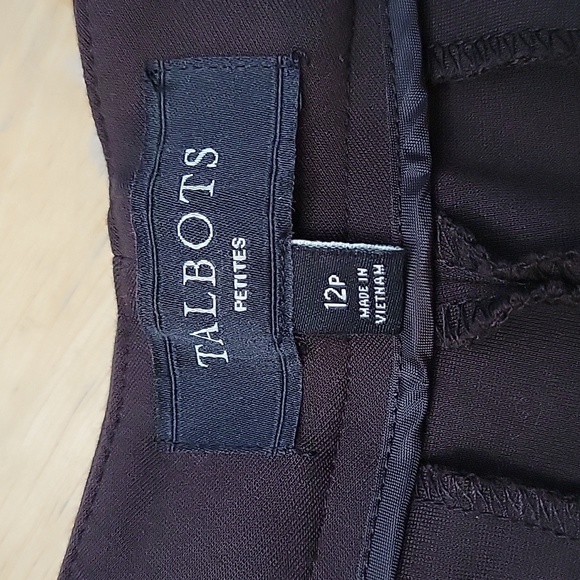 TALBOTS
PETITES
12P
MADE IN
VIETNAM